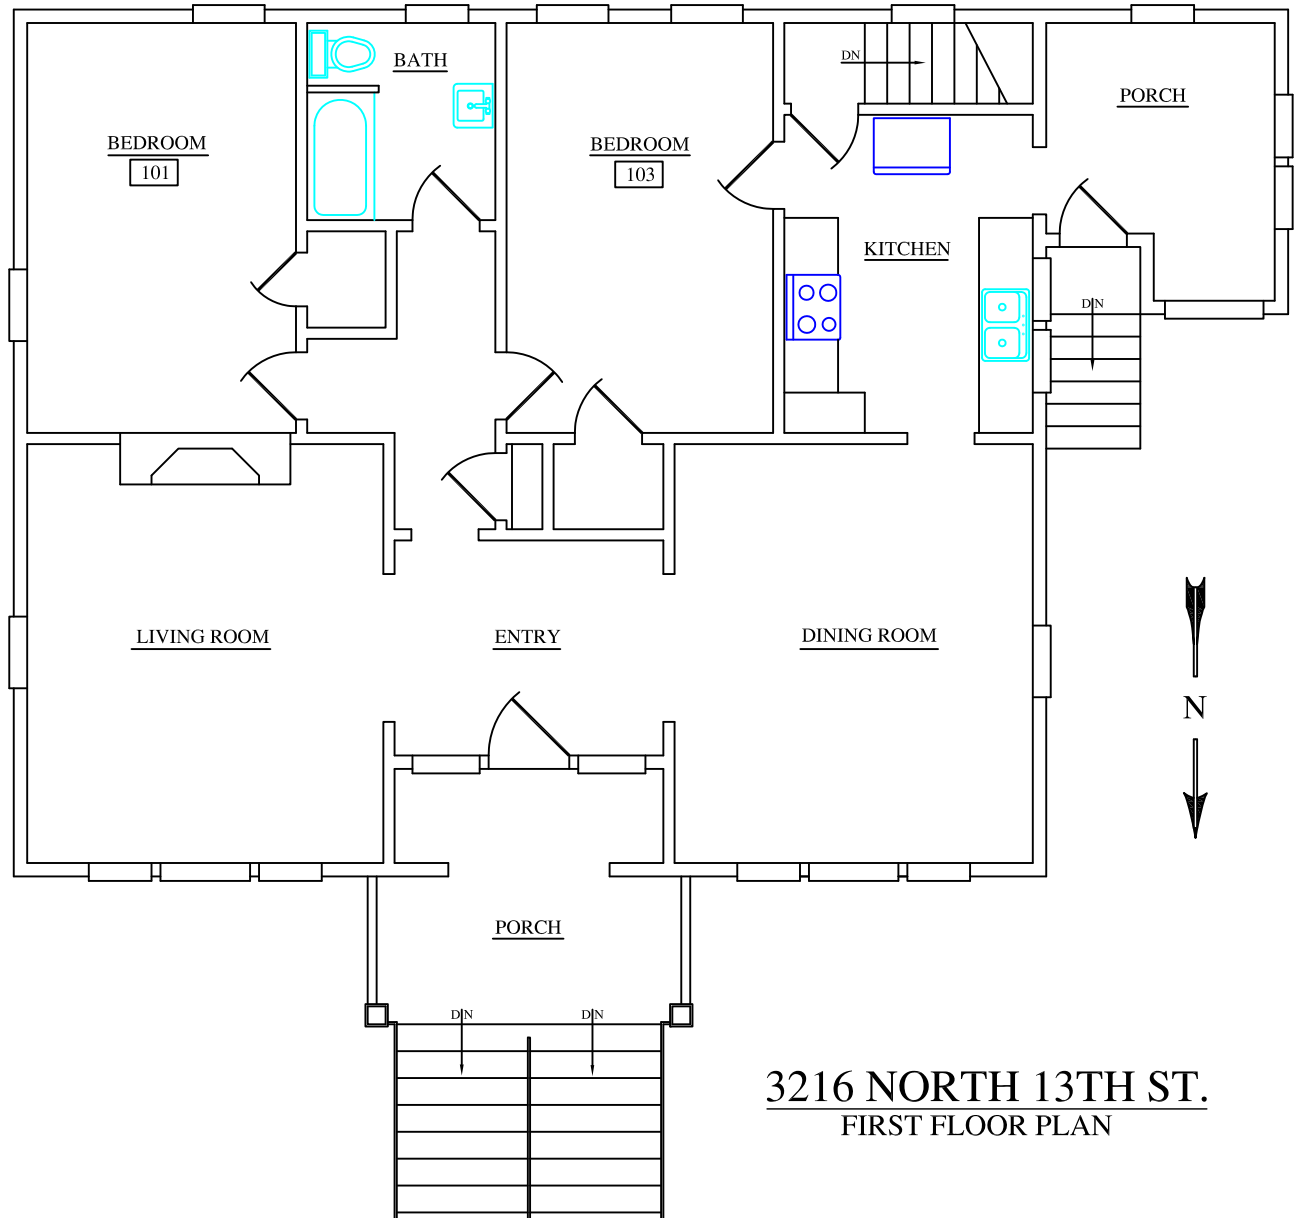 BATH
DN
PORCH
BEDROOM
101
BEDROOM
103
KITCHEN
DN
LIVING ROOM
ENTRY
DINING ROOM
N
PORCH
DN
DN
3216 NORTH 13TH ST.
FIRST FLOOR PLAN